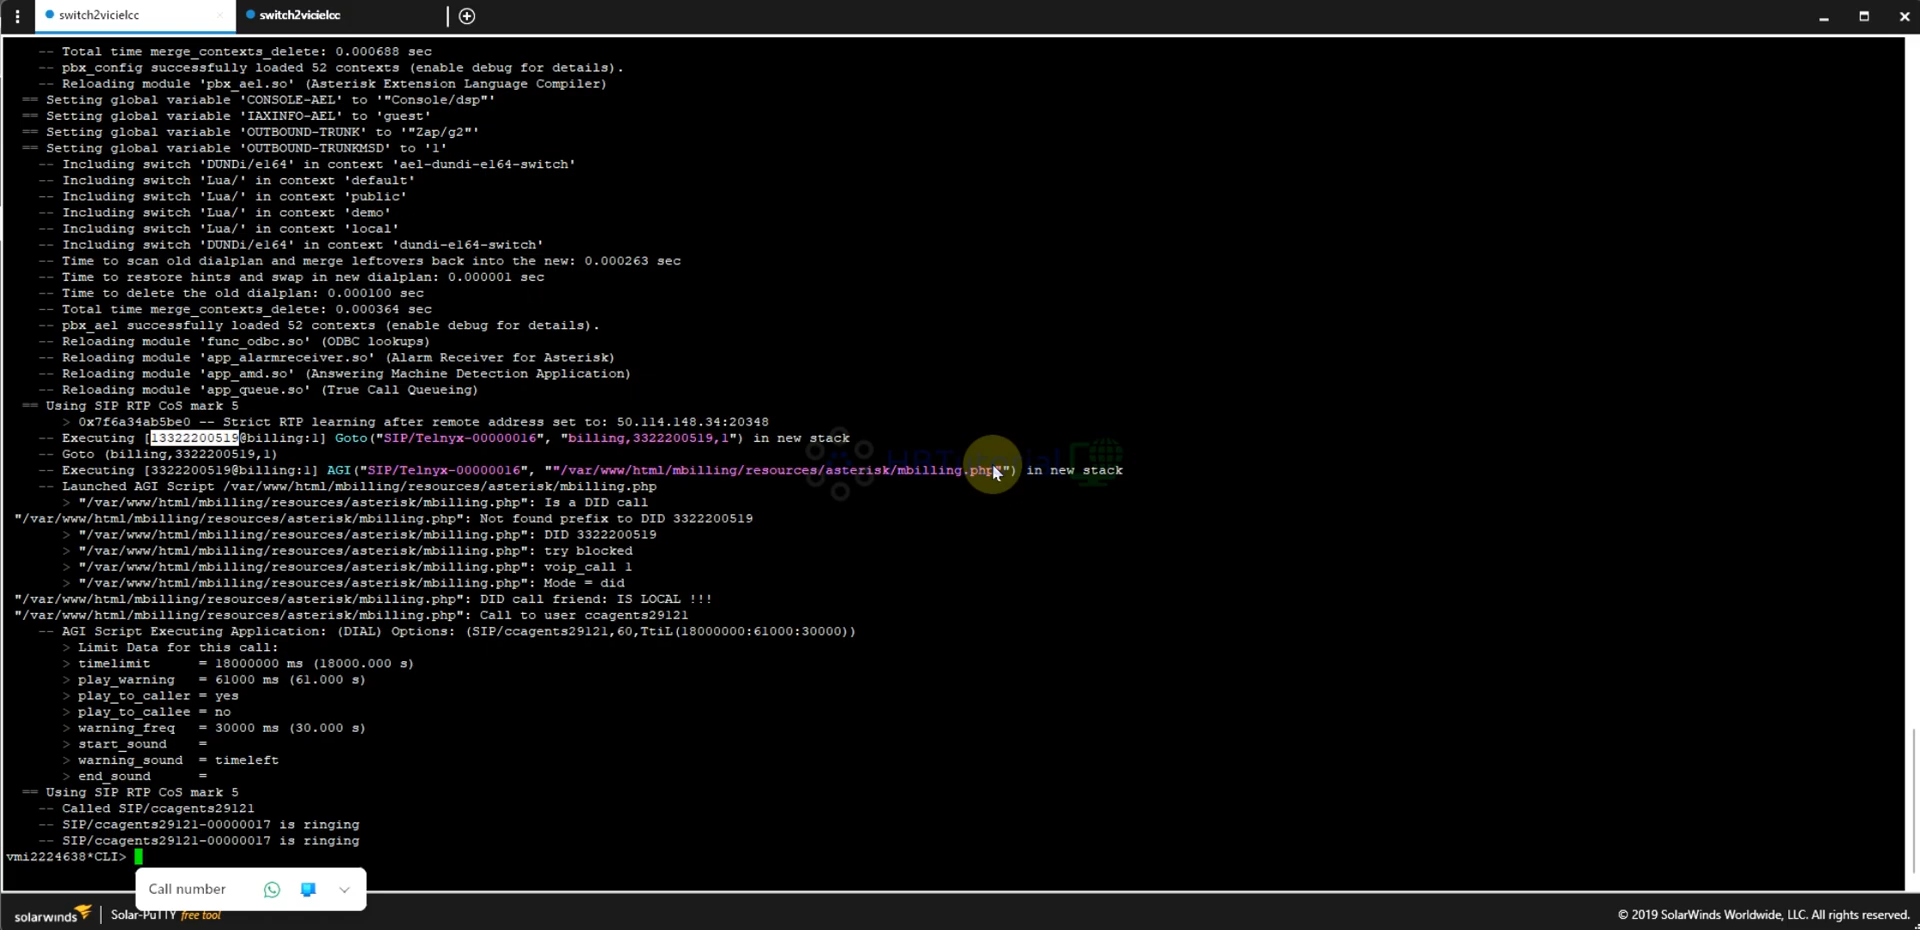 switch2vicielcc
switch2vicielcc
-- Total time merge_contexts_delete: 0.000688 sec
-- pbx_config successfully loaded 52 contexts (enable debug for details).
-- Reloading module 'pbx_ael.so' (Asterisk Extension Language Compiler)
== Setting global variable 'CONSOLE-AEL' to '"Console/dsp"'
== Setting global variable 'IAXINFO-AEL' to 'guest'
== Setting global variable 'OUTBOUND-TRUNK' to '"Zap/g2"'
== Setting global variable 'OUTBOUND-TRUNKMSD' to '1'
-- Including switch 'DUNDi/e164' in context 'ael-dundi-e164-switch'
-- Including switch 'Lua/' in context 'default'
-- Including switch 'Lua/' in context 'public'
-- Including switch 'Lua/' in context 'demo'
-- Including switch 'Lua/' in context 'local'
-- Including switch 'DUNDi/e164' in context 'dundi-e164-switch'
-- Time to scan old dialplan and merge leftovers back into the new: 0.000263 sec
-- Time to restore hints and swap in new dialplan: 0.000001 sec
-- Time to delete the old dialplan: 0.000100 sec
-- Total time merge_contexts_delete: 0.000364 sec
-- pbx_ael successfully loaded 52 contexts (enable debug for details).
-- Reloading module 'func_odbc.so' (ODBC lookups)
-- Reloading module 'app_alarmreceiver.so' (Alarm Receiver for Asterisk)
-- Reloading module 'app_amd.so' (Answering Machine Detection Application)
-- Reloading module 'app_queue.so' (True Call Queueing)
== Using SIP RTP CoS mark 5
> 0x7f6a34ab5be0 -- Strict RTP learning after remote address set to: 50.114.148.34:20348
-- Executing [13322200519@billing:1] Goto("SIP/Telnyx-00000016", "billing,3322200519,1") in new stack
-- Goto (billing,3322200519,1)
-- Executing [3322200519@billing:1] AGI("SIP/Telnyx-00000016", ""/var/www/html/mbilling/resources/asterisk/mbilling.php"") in new stack
-- Launched AGI Script /var/www/html/mbilling/resources/asterisk/mbilling.php
> "/var/www/html/mbilling/resources/asterisk/mbilling.php": Is a DID call
"/var/www/html/mbilling/resources/asterisk/mbilling.php": Not found prefix to DID 3322200519
> "/var/www/html/mbilling/resources/asterisk/mbilling.php": DID 3322200519
> "/var/www/html/mbilling/resources/asterisk/mbilling.php": try blocked
> "/var/www/html/mbilling/resources/asterisk/mbilling.php": voip_call 1
> "/var/www/html/mbilling/resources/asterisk/mbilling.php": Mode = did
"/var/www/html/mbilling/resources/asterisk/mbilling.php": DID call friend: IS LOCAL !!!
"/var/www/html/mbilling/resources/asterisk/mbilling.php": Call to user ccagents29121
-- AGI Script Executing Application: (DIAL) Options: (SIP/ccagents29121,60,TtiL(18000000:61000:30000))
> Limit Data for this call:
> timelimit = 18000000 ms (18000.000 s)
> play_warning = 61000 ms (61.000 s)
> play_to_caller = yes
> play_to_callee = no
> warning_freq = 30000 ms (30.000 s)
> start_sound =
> warning_sound = timeleft
> end_sound =
== Using SIP RTP CoS mark 5
-- Called SIP/ccagents29121
-- SIP/ccagents29121-00000017 is ringing
-- SIP/ccagents29121-00000017 is ringing
vmi2224638*CLI>
Call number
solarwinds | Solar-PuTTY free tool
© 2019 SolarWinds Worldwide, LLC. All rights reserved.